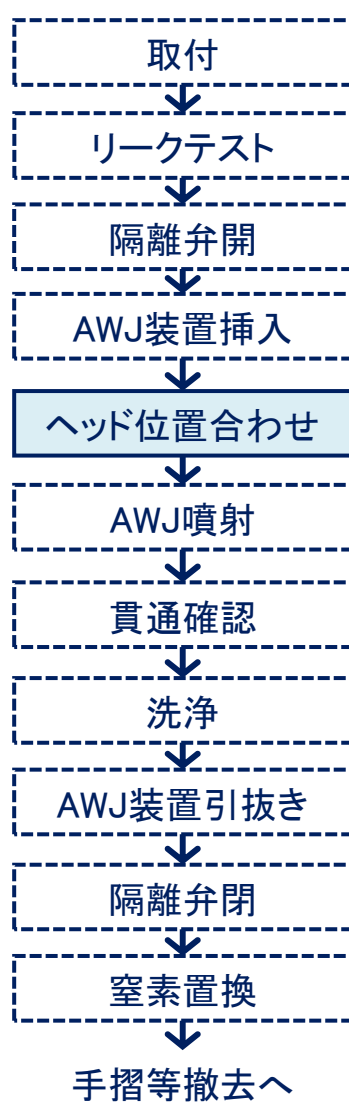 取付
リークテスト
隔離弁開
AWJ装置挿入
ヘッド位置合わせ
AWJ噴射
貫通確認
洗浄
AWJ装置引抜き
隔離弁閉
窒素置換
手摺等撤去へ